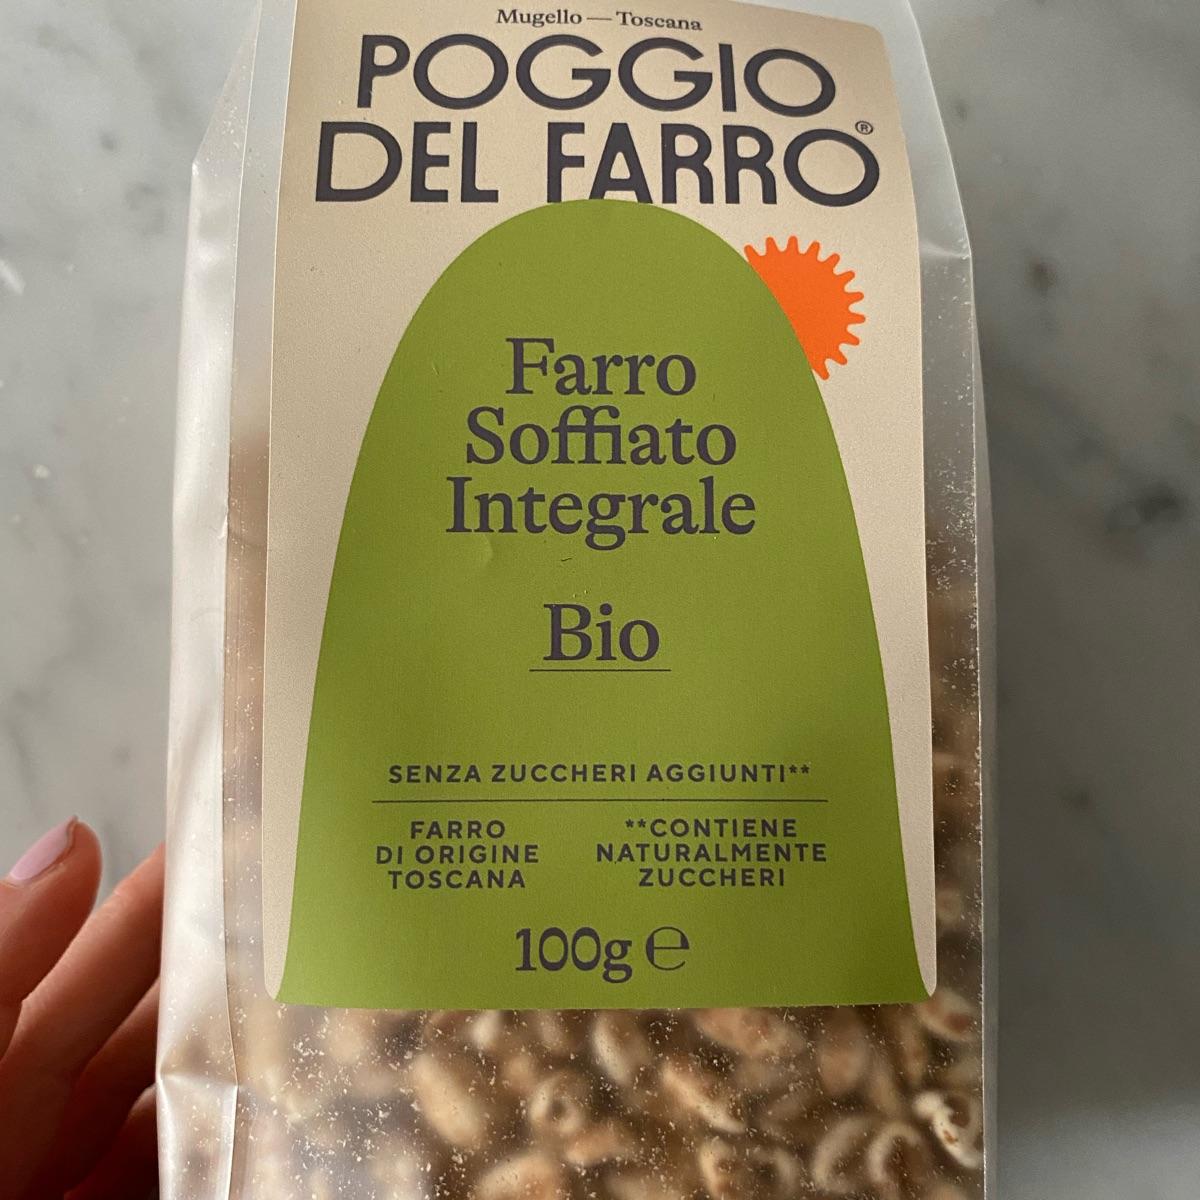 Mugello — Toscana
POGGIO
DEL FARRO®
Farro
Soffiato
Integrale
Bio
SENZA ZUCCHERI AGGIUNTI**
FARRO
DI ORIGINE
TOSCANA
**CONTIENE
NATURALMENTE
ZUCCHERI
100g ℮